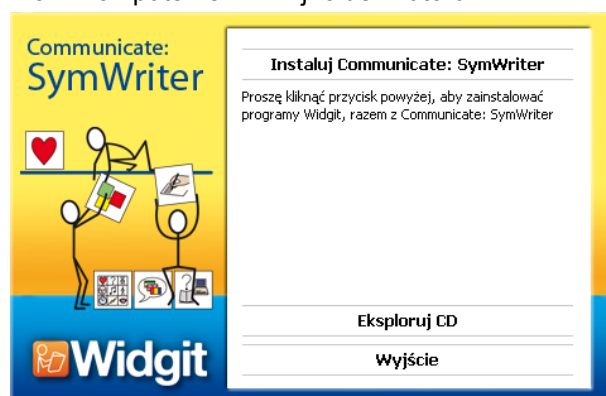 Communicate:
SymWriter
Instaluj Communicate: SymWriter
Proszę kliknąć przycisk powyżej, aby zainstalować
programy Widgit, razem z Communicate: SymWriter
Eksploruj CD
Wyjście
Widgit